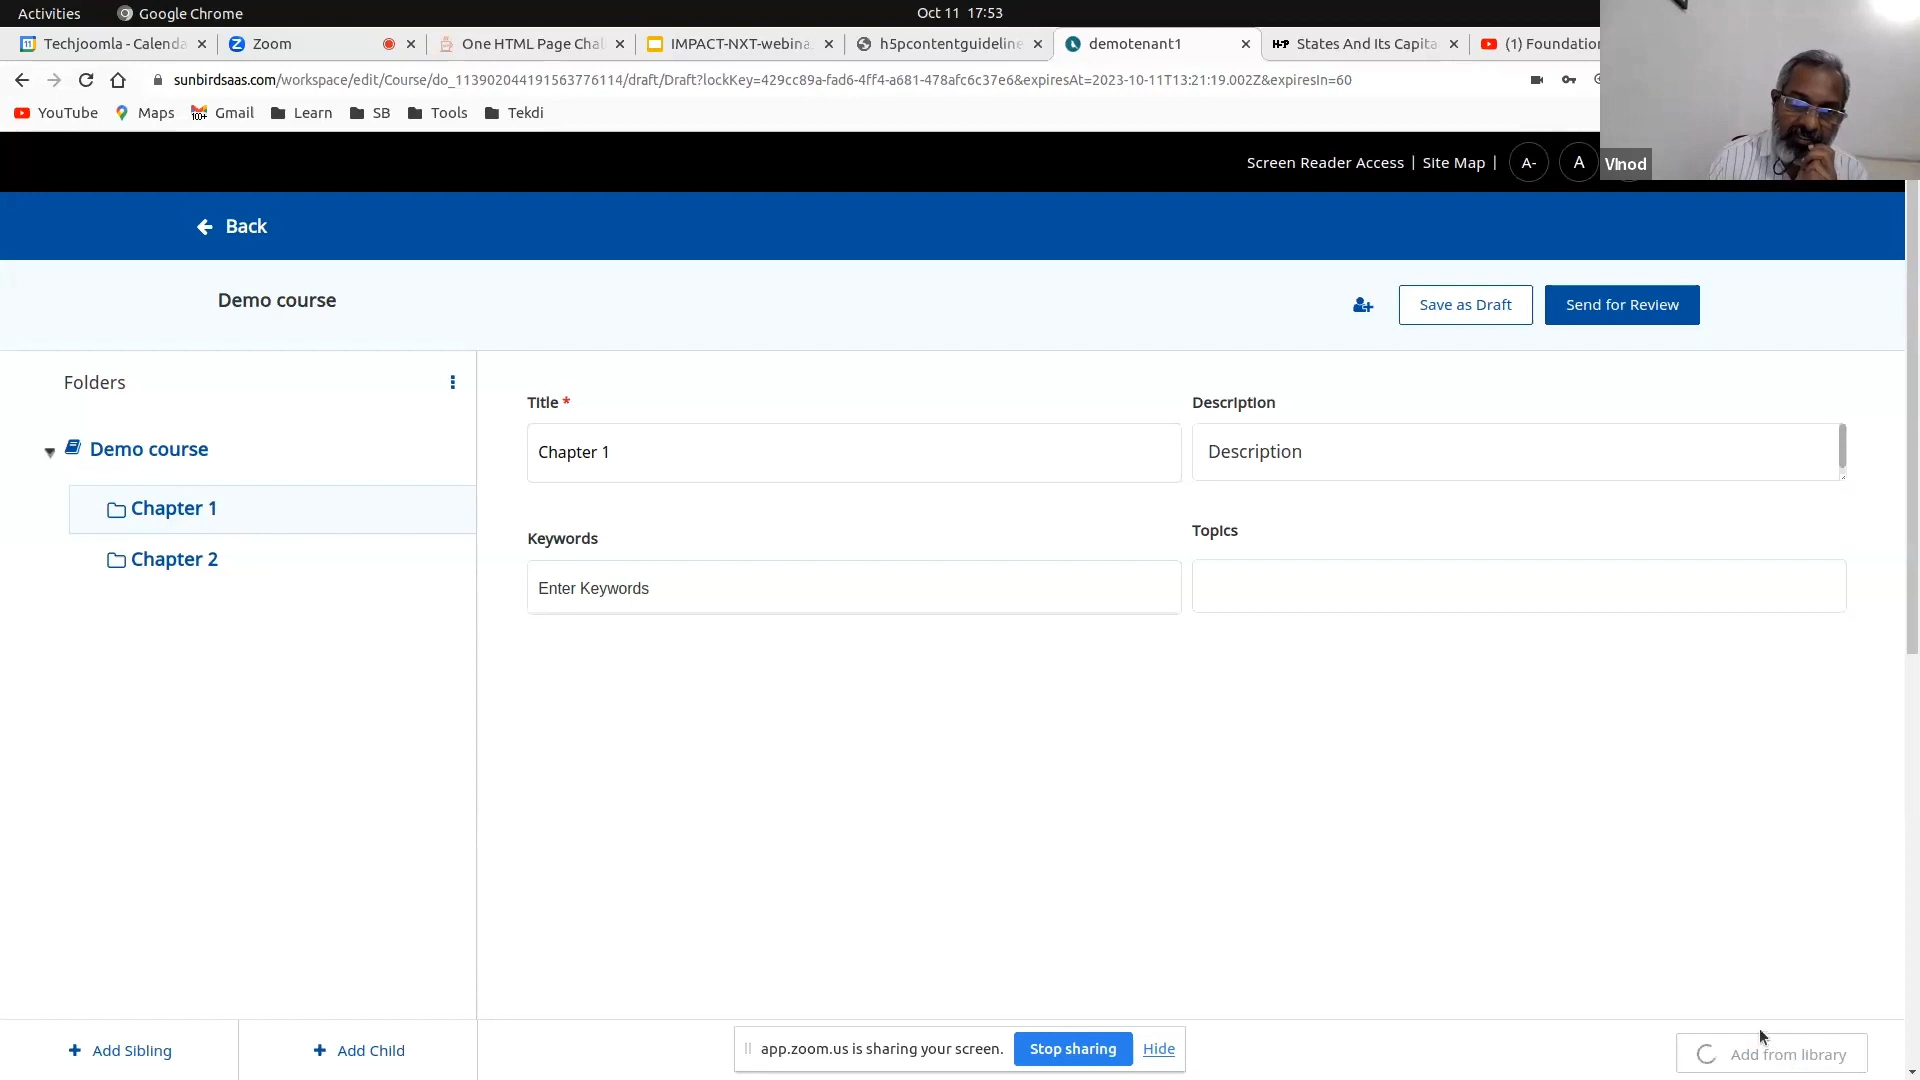 Activities Google Chrome Oct 11 17:53
Techjoomla - Calenda Zoom One HTML Page Chal IMPACT-NXT-webina h5pcontentguideline demotenant1 H-P States And Its Capita (1) Foundation
sunbirdsaas.com/workspace/edit/Course/do_113902044191563776114/draft/Draft?lockKey=429cc89a-fad6-4ff4-a681-478afc6c37e6&expiresAt=2023-10-11T13:21:19.002Z&expiresIn=60
YouTube Maps Gmail Learn SB Tools Tekdi
Screen Reader Access | Site Map | A- A
Vinod
Back
Demo course Save as Draft Send for Review
Folders
Title * Description
Demo course Chapter 1 Description
Chapter 1
Keywords Topics
Chapter 2
Enter Keywords
Add Sibling Add Child app.zoom.us is sharing your screen. Stop sharing Hide Add from library